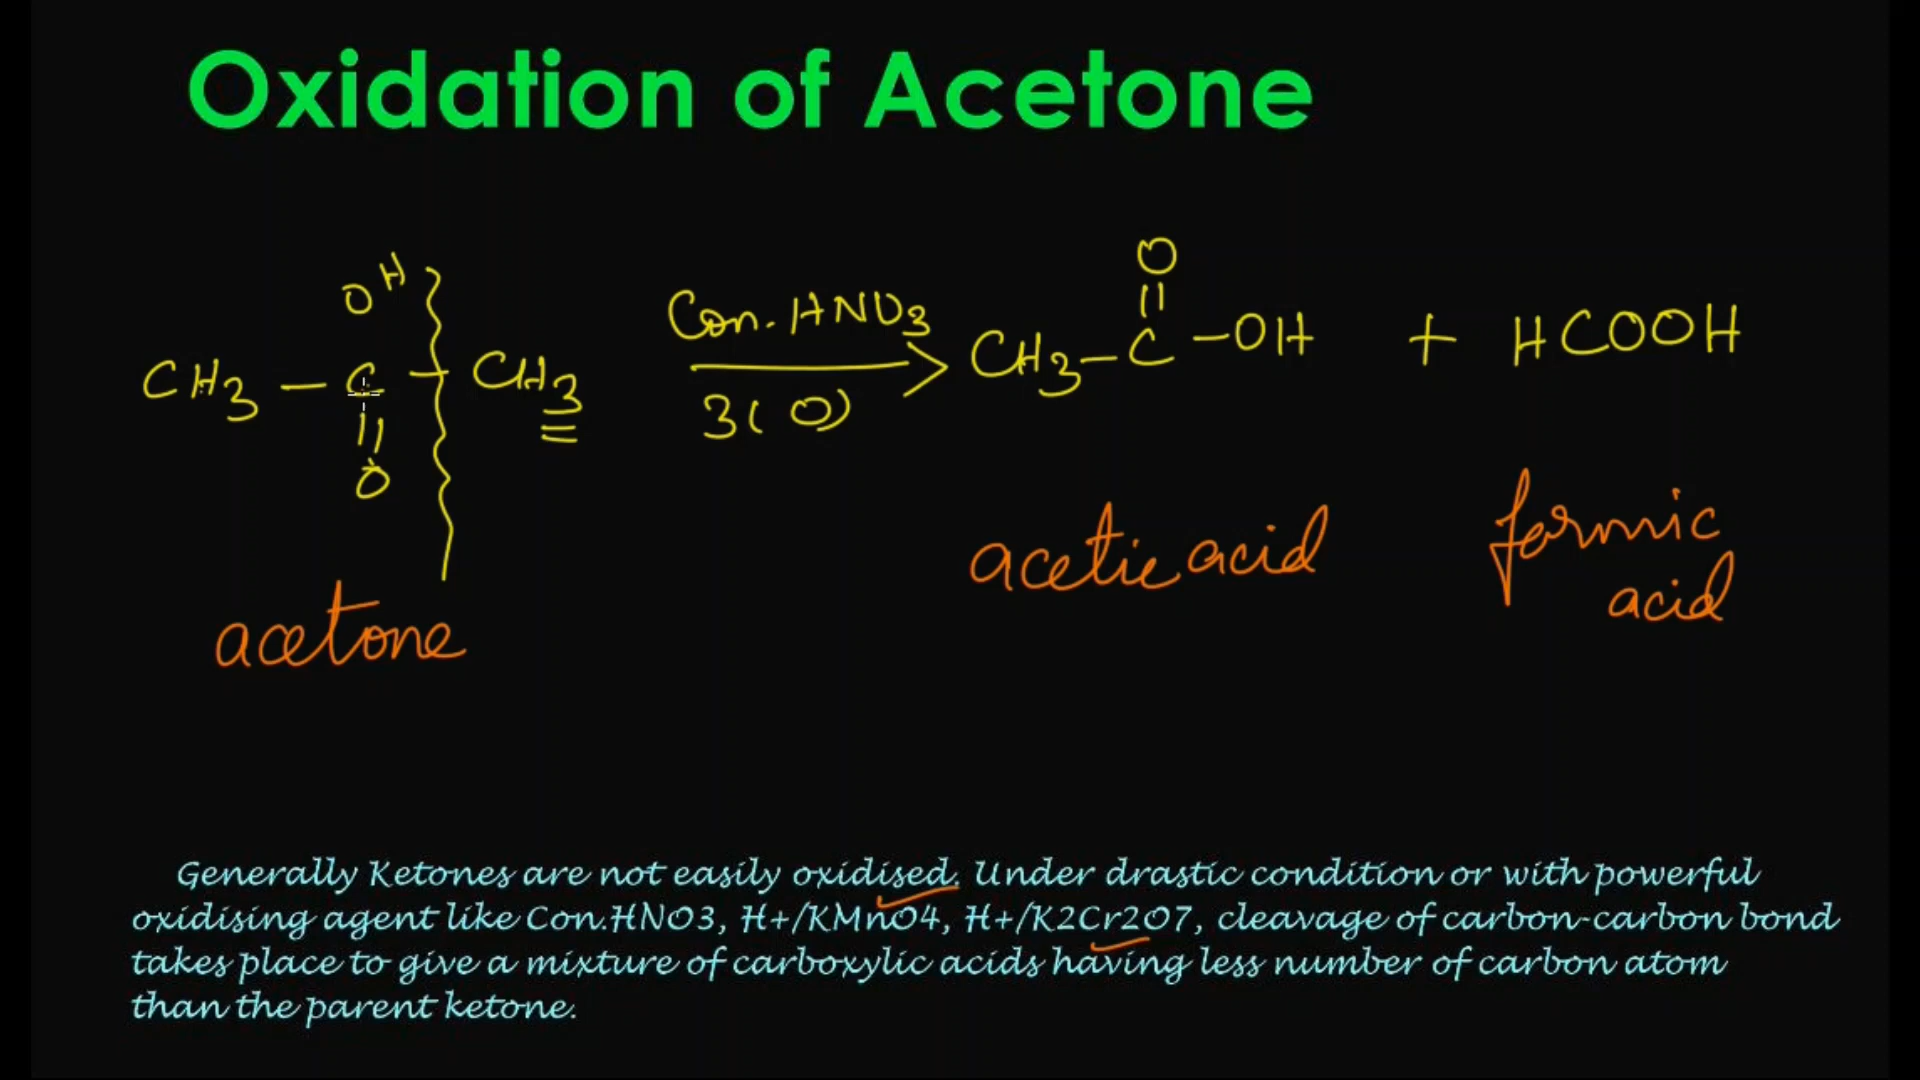 Oxidation of Acetone
OH
O
CH3 - C - CH3
Con. HNO3
CH3 - C - OH + HCOOH
3(O)
O
acetic acid
formic
acid
acetone
Generally Ketones are not easily oxidised. Under drastic condition or with powerful
oxidising agent like Con.HNO3, H+/KMnO4, H+/K2Cr2O7, cleavage of carbon-carbon bond
takes place to give a mixture of carboxylic acids having less number of carbon atom
than the parent ketone.